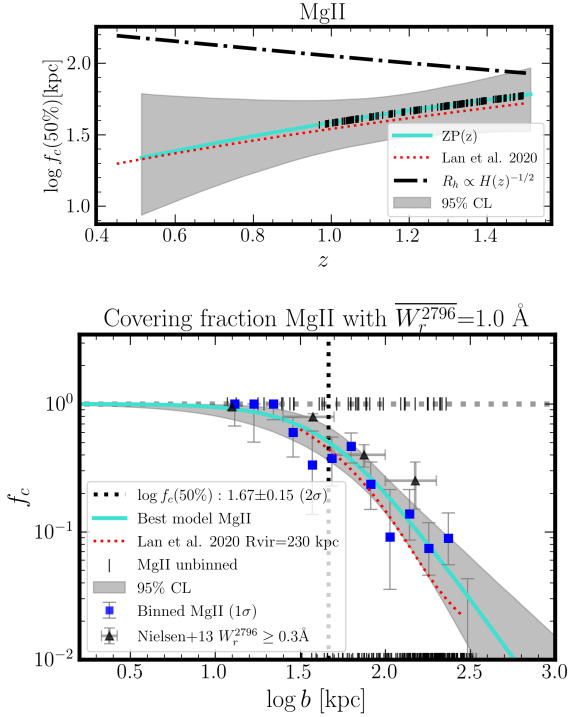 MgII
log f_c(50%)[kpc]
2.0
1.5
1.0
ZP(z)
Lan et al. 2020
R_h ∝ H(z)^{-1/2}
95% CL
0.4 0.6 0.8 1.0 1.2 1.4
z
Covering fraction MgII with \overline{W_r^{2796}}=1.0 Å
f_c
10^0
10^{-1}
10^{-2}
log f_c(50%) : 1.67±0.15 (2σ)
Best model MgII
Lan et al. 2020 Rvir=230 kpc
MgII unbinned
95% CL
Binned MgII (1σ)
Nielsen+13 W_r^{2796} ≥ 0.3Å
0.5 1.0 1.5 2.0 2.5 3.0
log b [kpc]